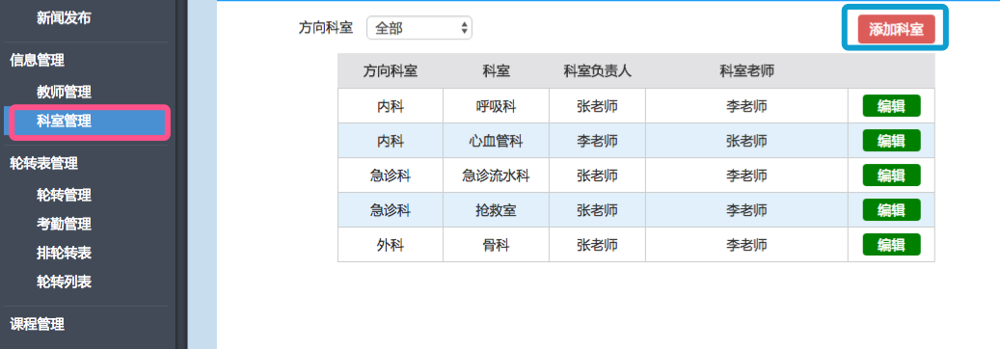 新闻发布
信息管理
教师管理
科室管理
轮转表管理
轮转管理
考勤管理
排轮转表
轮转列表
课程管理
方向科室 全部 添加科室
方向科室 科室 科室负责人 科室老师
内科 呼吸科 张老师 李老师 编辑
内科 心血管科 李老师 张老师 编辑
急诊科 急诊流水科 张老师 李老师 编辑
急诊科 抢救室 张老师 李老师 编辑
外科 骨科 张老师 李老师 编辑